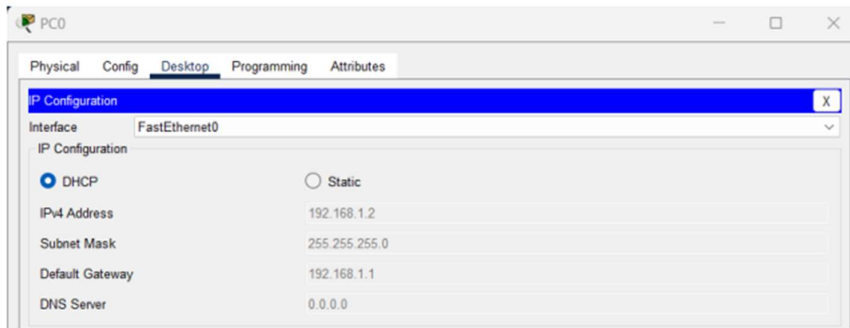 PC0
Physical Config Desktop Programming Attributes
IP Configuration X
Interface FastEthernet0
IP Configuration
DHCP Static
IPv4 Address 192.168.1.2
Subnet Mask 255.255.255.0
Default Gateway 192.168.1.1
DNS Server 0.0.0.0